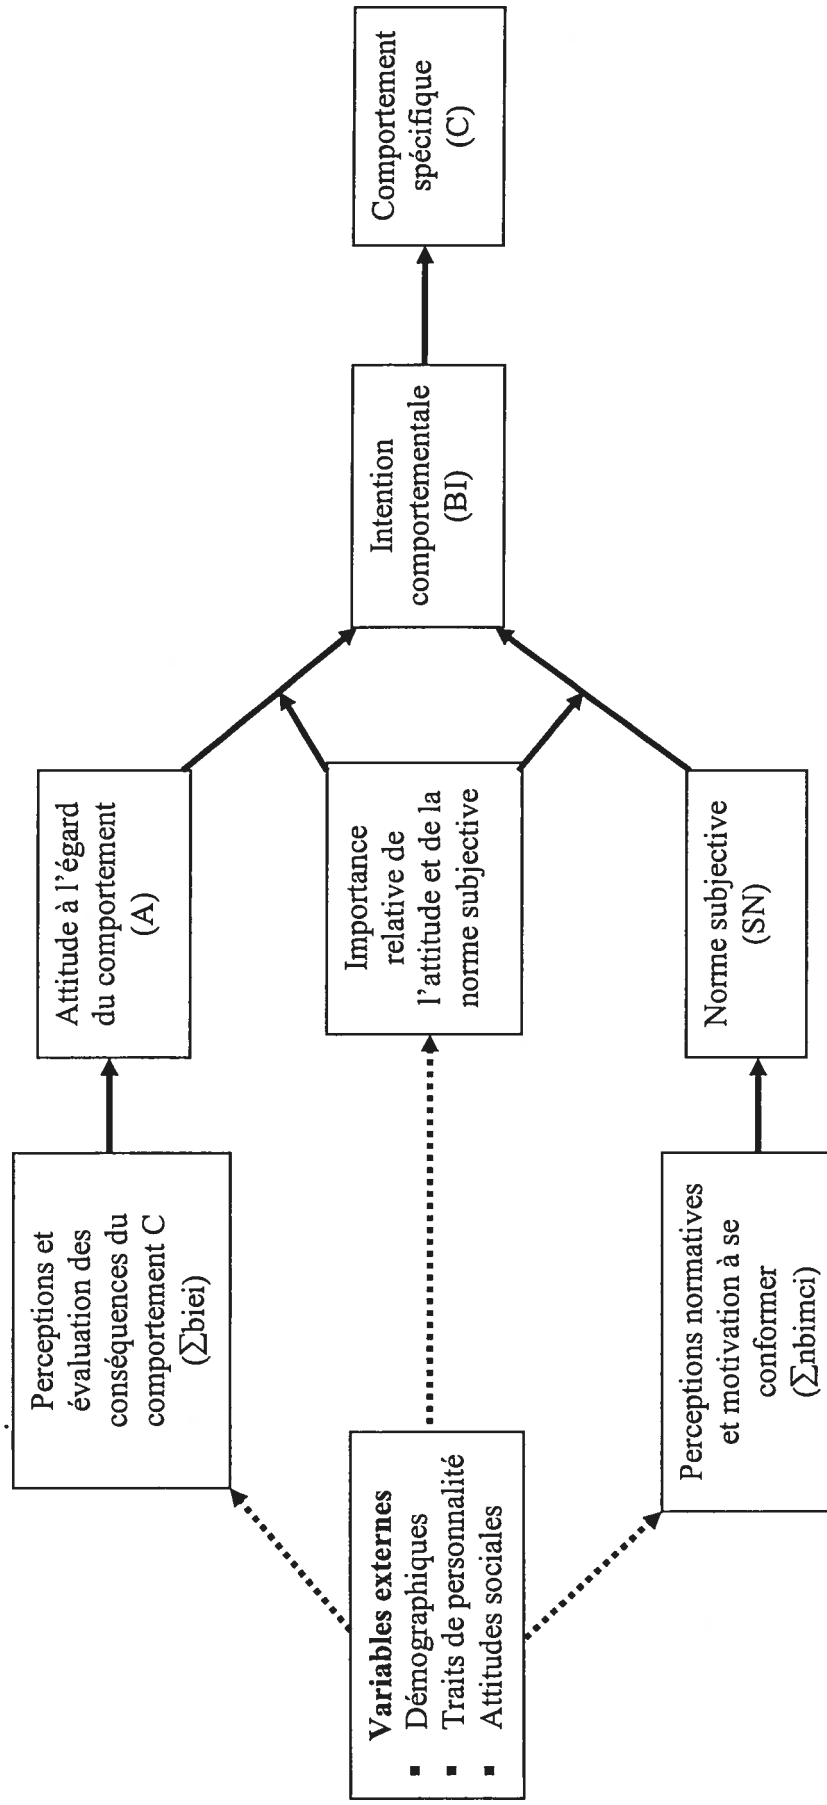 Variables externes
▪ Démographiques
▪ Traits de personnalité
▪ Attitudes sociales
Perceptions et
évaluation des
conséquences du
comportement C
(∑biei)
Perceptions normatives
et motivation à se
conformer
(∑nbimci)
Attitude à l'égard
du comportement
(A)
Importance
relative de
l'attitude et de la
norme subjective
Norme subjective
(SN)
Intention
comportementale
(BI)
Comportement
spécifique
(C)